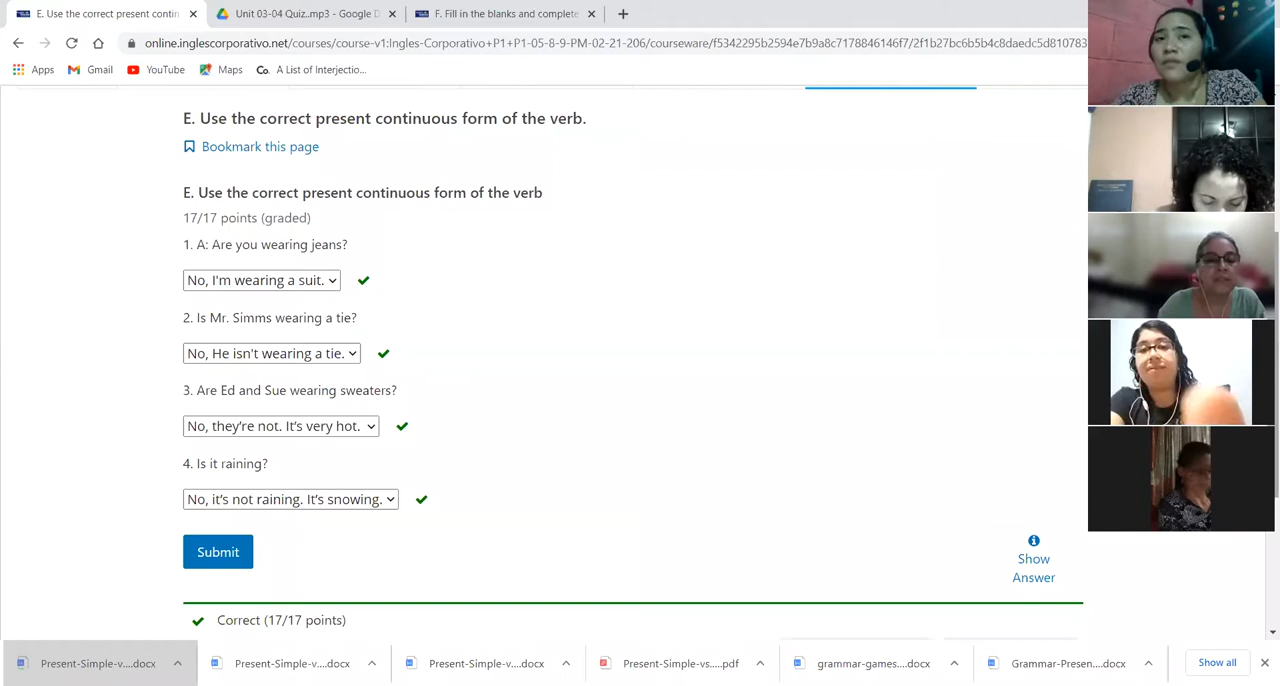 E. Use the correct present contin
Unit 03-04 Quiz..mp3 - Google D
F. Fill in the blanks and complete
online.inglescorporativo.net/courses/course-v1:Ingles-Corporativo+P1+P1-05-8-9-PM-02-21-206/courseware/f5342295b2594e7b9a8c7178846146f7/2f1b27bc6b5b4c8daedc5d810783
Apps
Gmail
YouTube
Maps
Co. A List of Interjectio...
E. Use the correct present continuous form of the verb.
Bookmark this page
E. Use the correct present continuous form of the verb
17/17 points (graded)
1. A: Are you wearing jeans?
No, I'm wearing a suit.
2. Is Mr. Simms wearing a tie?
No, He isn't wearing a tie.
3. Are Ed and Sue wearing sweaters?
No, they're not. It's very hot.
4. Is it raining?
No, it's not raining. It's snowing.
Submit
Show
Answer
Correct (17/17 points)
Present-Simple-v....docx
Present-Simple-v....docx
Present-Simple-v....docx
Present-Simple-vs.....pdf
grammar-games....docx
Grammar-Presen....docx
Show all